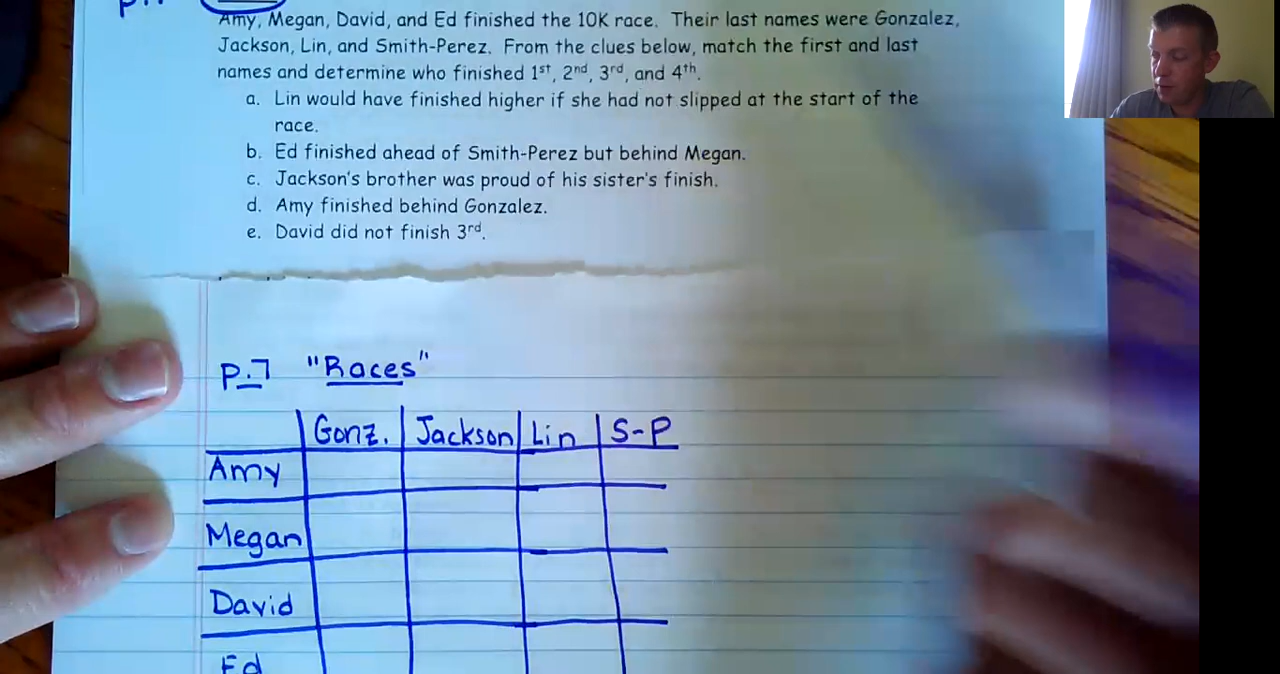 p.7
Amy, Megan, David, and Ed finished the 10K race. Their last names were Gonzalez,
Jackson, Lin, and Smith-Perez. From the clues below, match the first and last
names and determine who finished 1st, 2nd, 3rd, and 4th.
a. Lin would have finished higher if she had not slipped at the start of the
race.
b. Ed finished ahead of Smith-Perez but behind Megan.
c. Jackson's brother was proud of his sister's finish.
d. Amy finished behind Gonzalez.
e. David did not finish 3rd.
p.7 "Races"
Gonz. Jackson Lin S-P
Amy
Megan
David
Ed